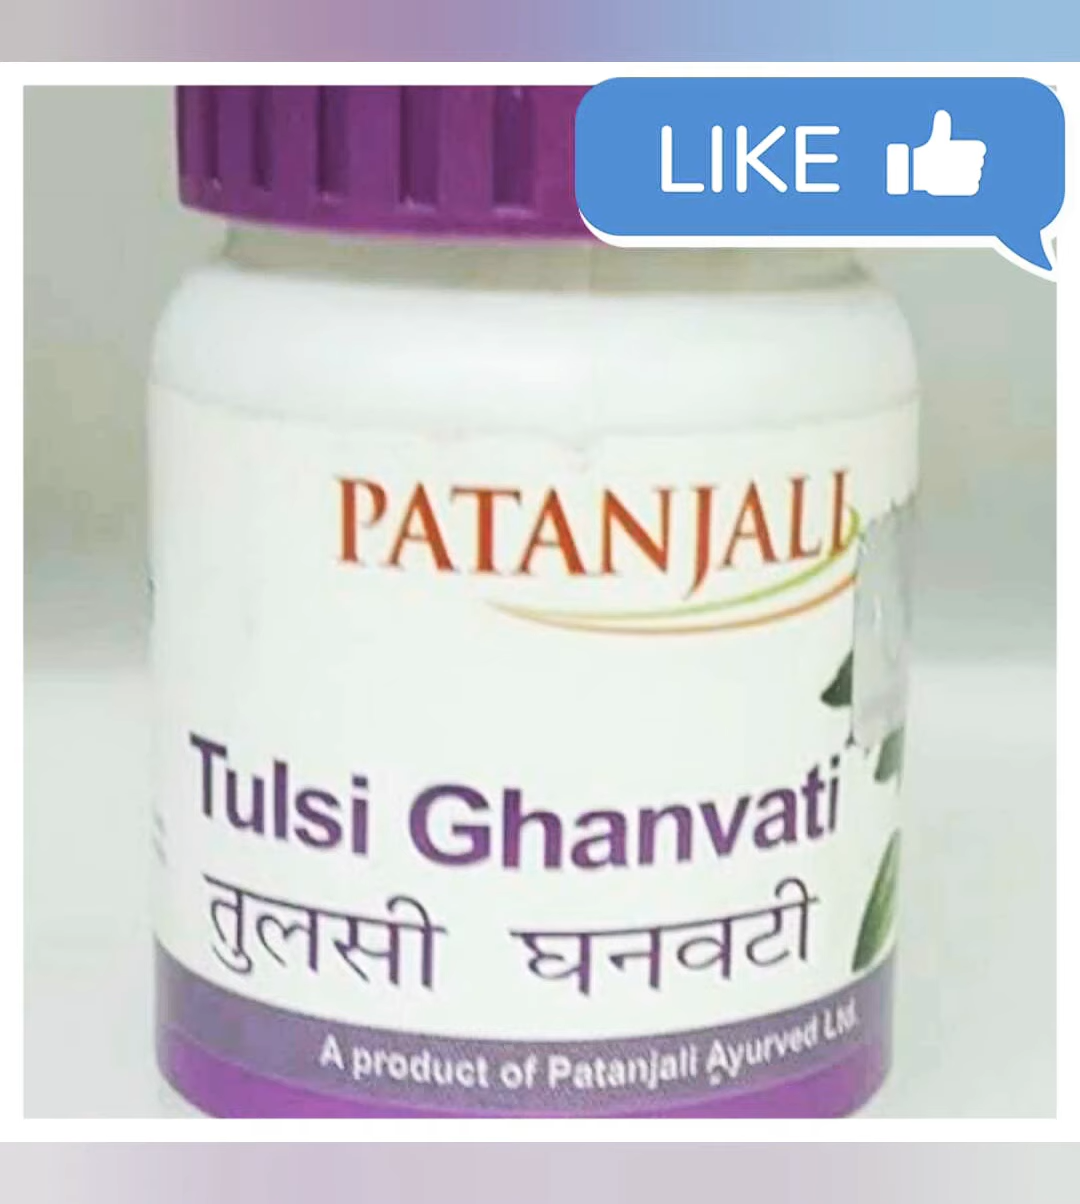 LIKE
PATANJALI
Tulsi Ghanvati
तुलसी घनवटी
A product of Patanjali Ayurved Ltd.